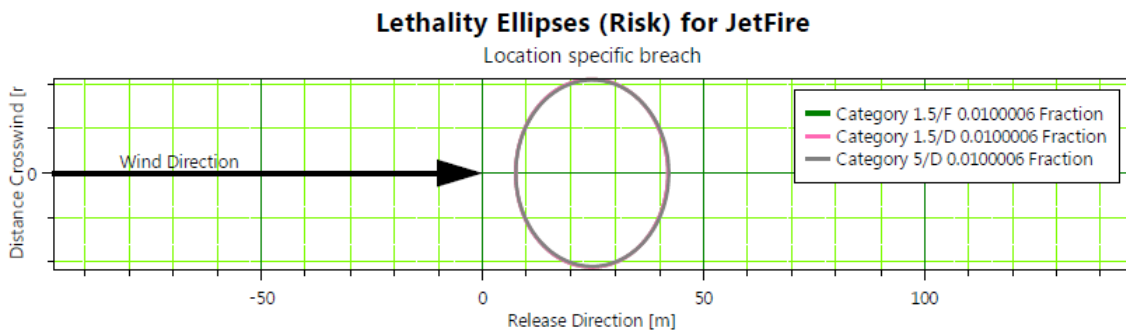 Lethality Ellipses (Risk) for JetFire
Location specific breach
Distance Crosswind [r
0
Wind Direction
Category 1.5/F 0.0100006 Fraction
Category 1.5/D 0.0100006 Fraction
Category 5/D 0.0100006 Fraction
-50 0 50 100
Release Direction [m]